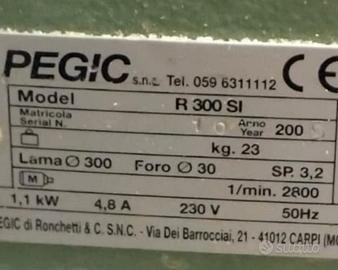 PEGIC s.n.c. Tel. 059 6311112 CE
Model R 300 SI
Matricola
Serial N.
Anno
Year 200
kg. 23
Lama Ø 300 Foro Ø 30 SP. 3,2
M 1/min. 2800
1,1 kW 4,8 A 230 V 50Hz
EGIC di Ronchetti & C. S.N.C. - Via Dei Barrocciai, 21 - 41012 CARPI (MO
subito